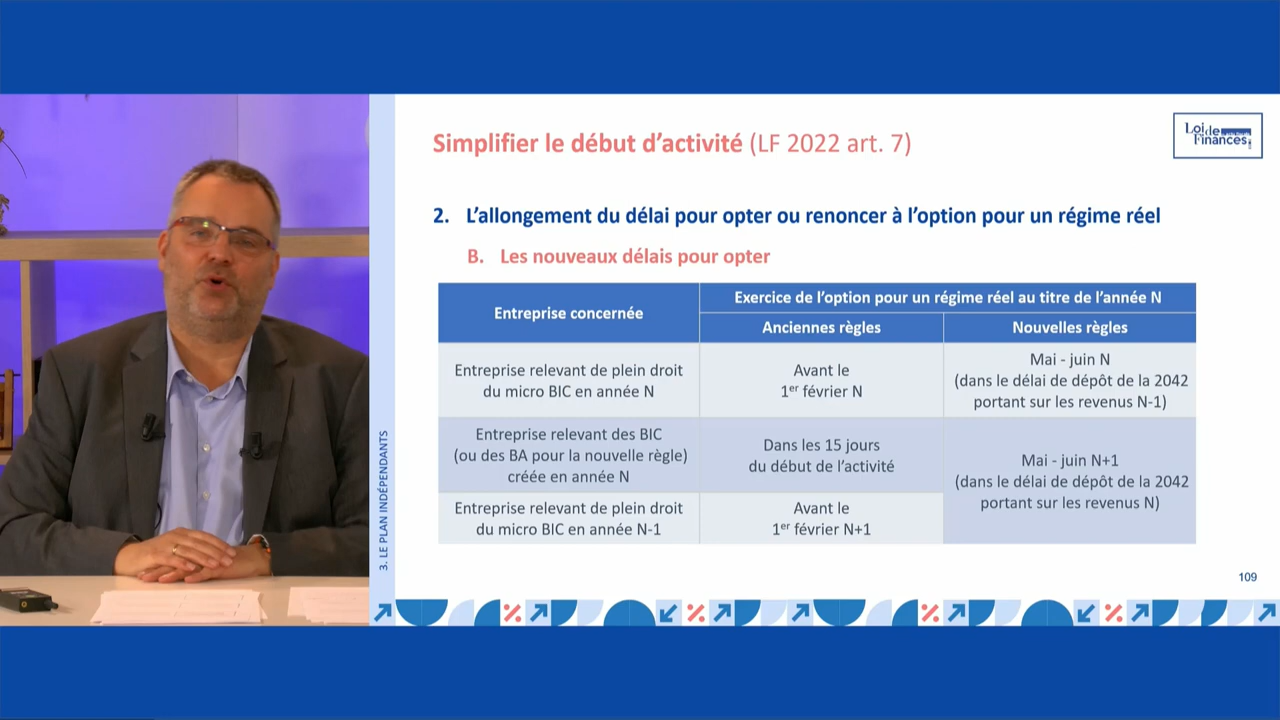 Simplifier le début d’activité (LF 2022 art. 7)
Loi de
Finances
2. L’allongement du délai pour opter ou renoncer à l’option pour un régime réel
B. Les nouveaux délais pour opter
Entreprise concernée
Exercice de l’option pour un régime réel au titre de l’année N
Anciennes règles
Nouvelles règles
Entreprise relevant de plein droit
du micro BIC en année N
Avant le
1er février N
Mai - juin N
(dans le délai de dépôt de la 2042
portant sur les revenus N-1)
Entreprise relevant des BIC
(ou des BA pour la nouvelle règle)
créée en année N
Dans les 15 jours
du début de l’activité
Mai - juin N+1
(dans le délai de dépôt de la 2042
portant sur les revenus N)
Entreprise relevant de plein droit
du micro BIC en année N-1
Avant le
1er février N+1
3. LE PLAN INDÉPENDANTS
109